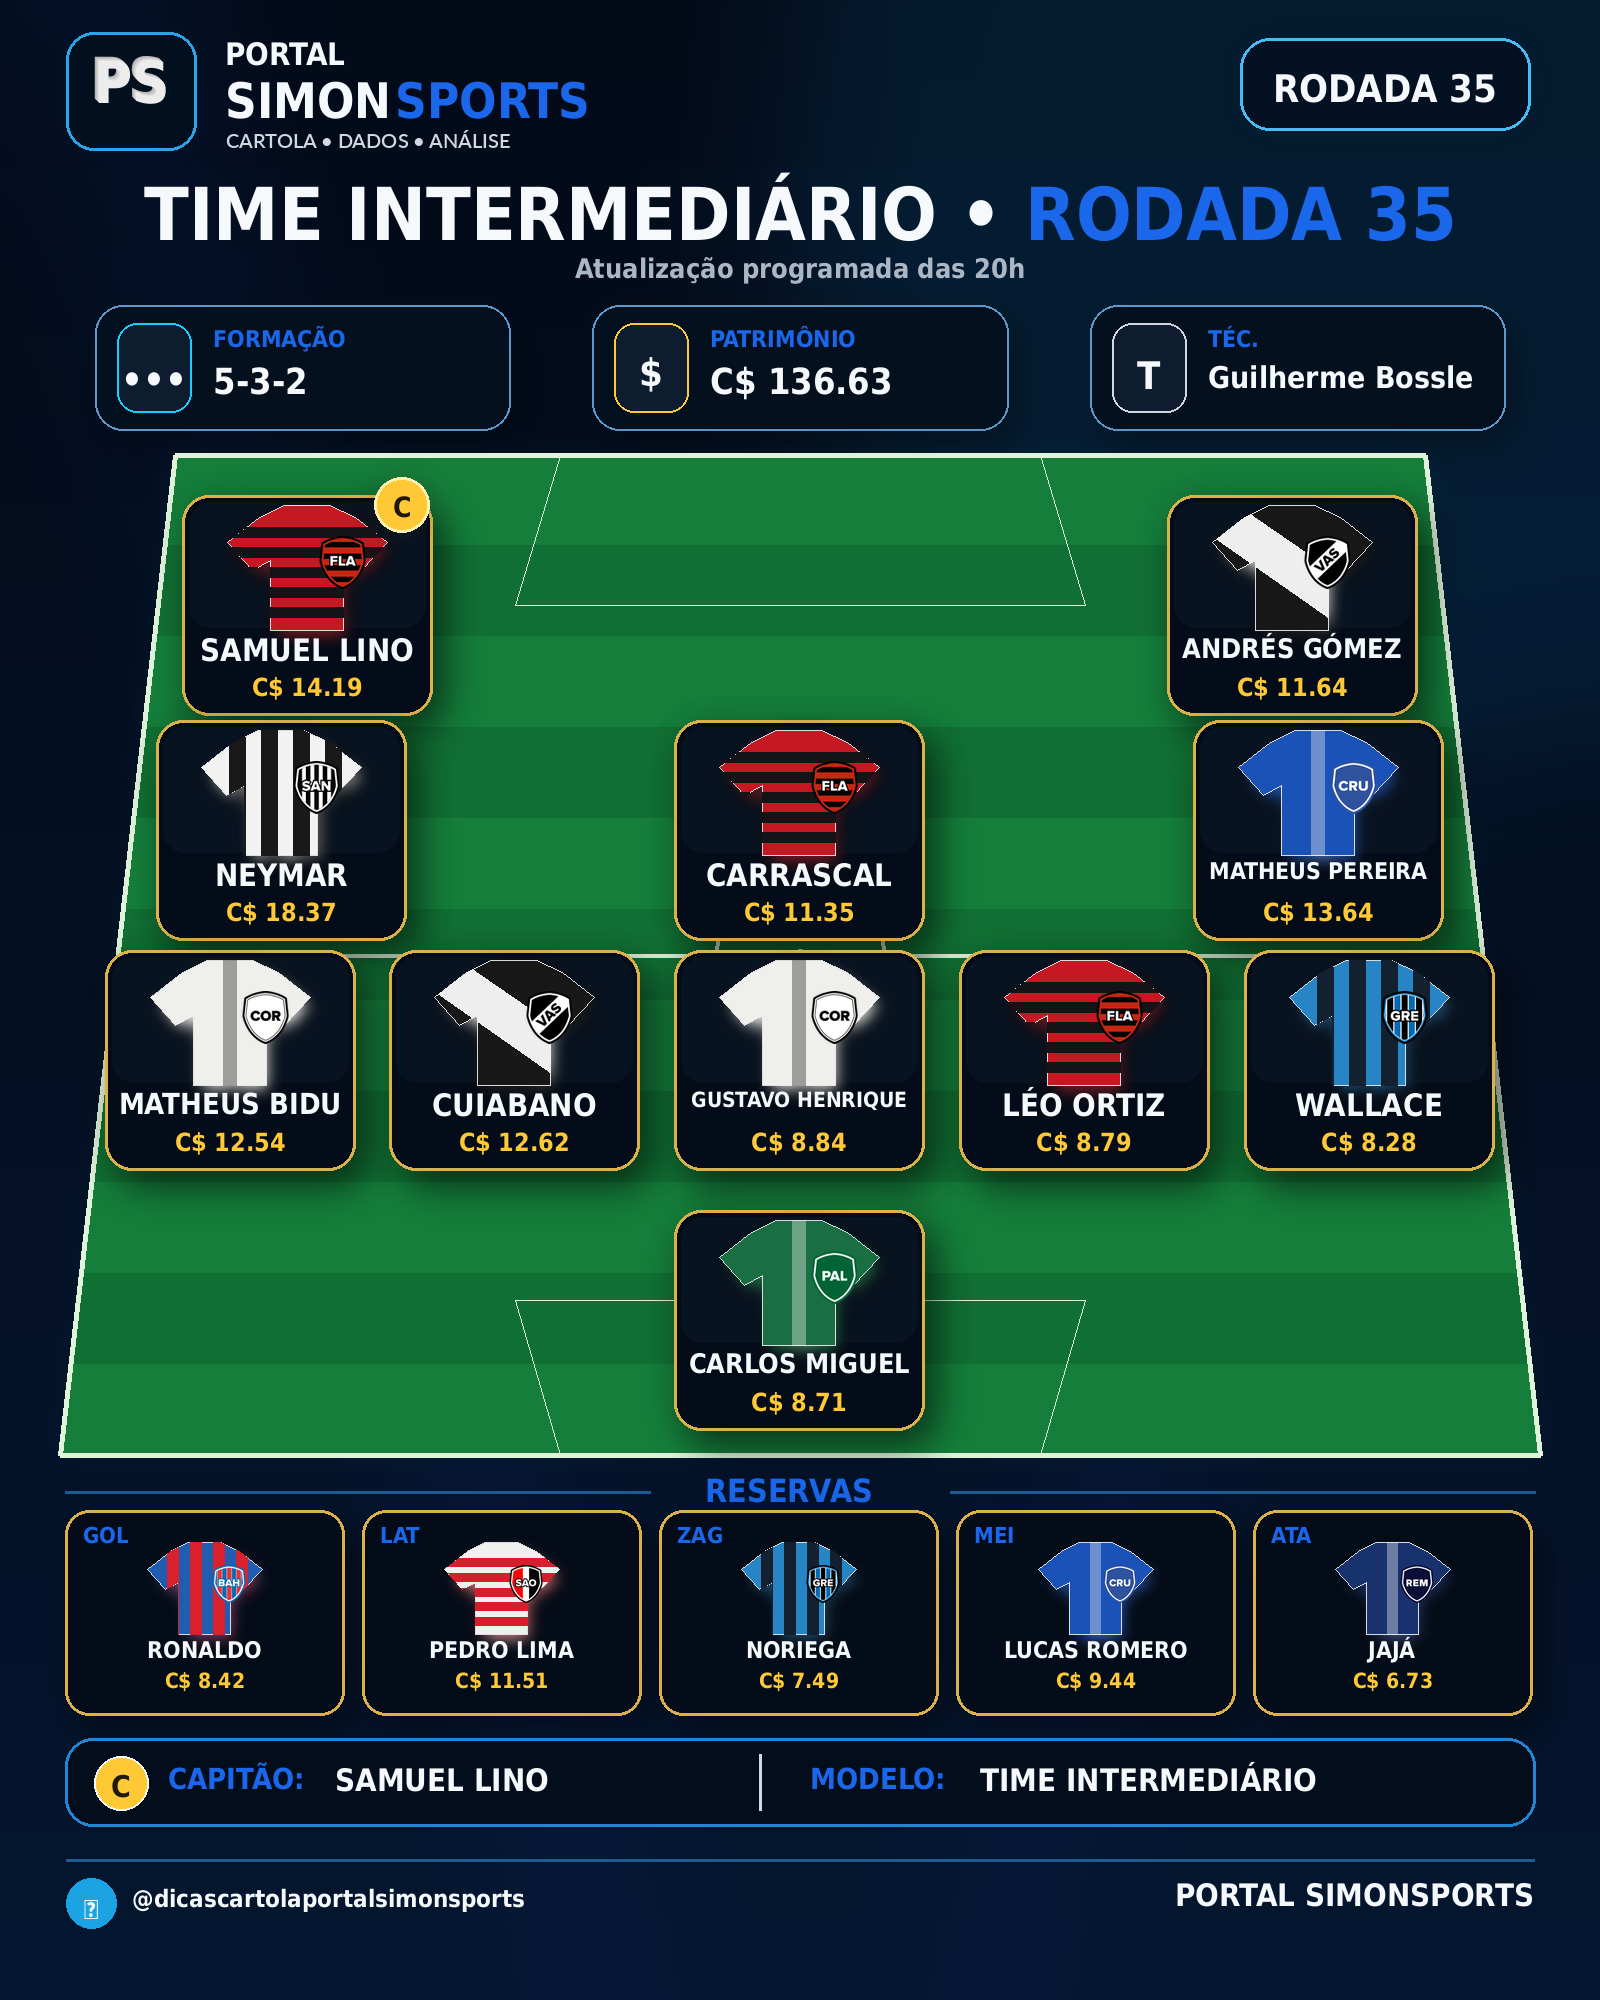 PS
PORTAL
SIMONSPORTS
CARTOLA • DADOS • ANÁLISE
RODADA 35
TIME INTERMEDIÁRIO • RODADA 35
Atualização programada das 20h
FORMAÇÃO
5-3-2
$
PATRIMÔNIO
C$ 136.63
T
TÉC.
Guilherme Bossle
C
FLA
SAMUEL LINO
C$ 14.19
VAS
ANDRÉS GÓMEZ
C$ 11.64
SAN
NEYMAR
C$ 18.37
FLA
CARRASCAL
C$ 11.35
CRU
MATHEUS PEREIRA
C$ 13.64
COR
MATHEUS BIDU
C$ 12.54
VAS
CUIABANO
C$ 12.62
COR
GUSTAVO HENRIQUE
C$ 8.84
FLA
LÉO ORTIZ
C$ 8.79
GRE
WALLACE
C$ 8.28
PAL
CARLOS MIGUEL
C$ 8.71
RESERVAS
GOL
BAH
RONALDO
C$ 8.42
LAT
SAO
PEDRO LIMA
C$ 11.51
ZAG
GRE
NORIEGA
C$ 7.49
MEI
CRU
LUCAS ROMERO
C$ 9.44
ATA
REM
JAJÁ
C$ 6.73
C CAPITÃO: SAMUEL LINO
MODELO: TIME INTERMEDIÁRIO
@dicascartolaportalsimonsports
PORTAL SIMONSPORTS